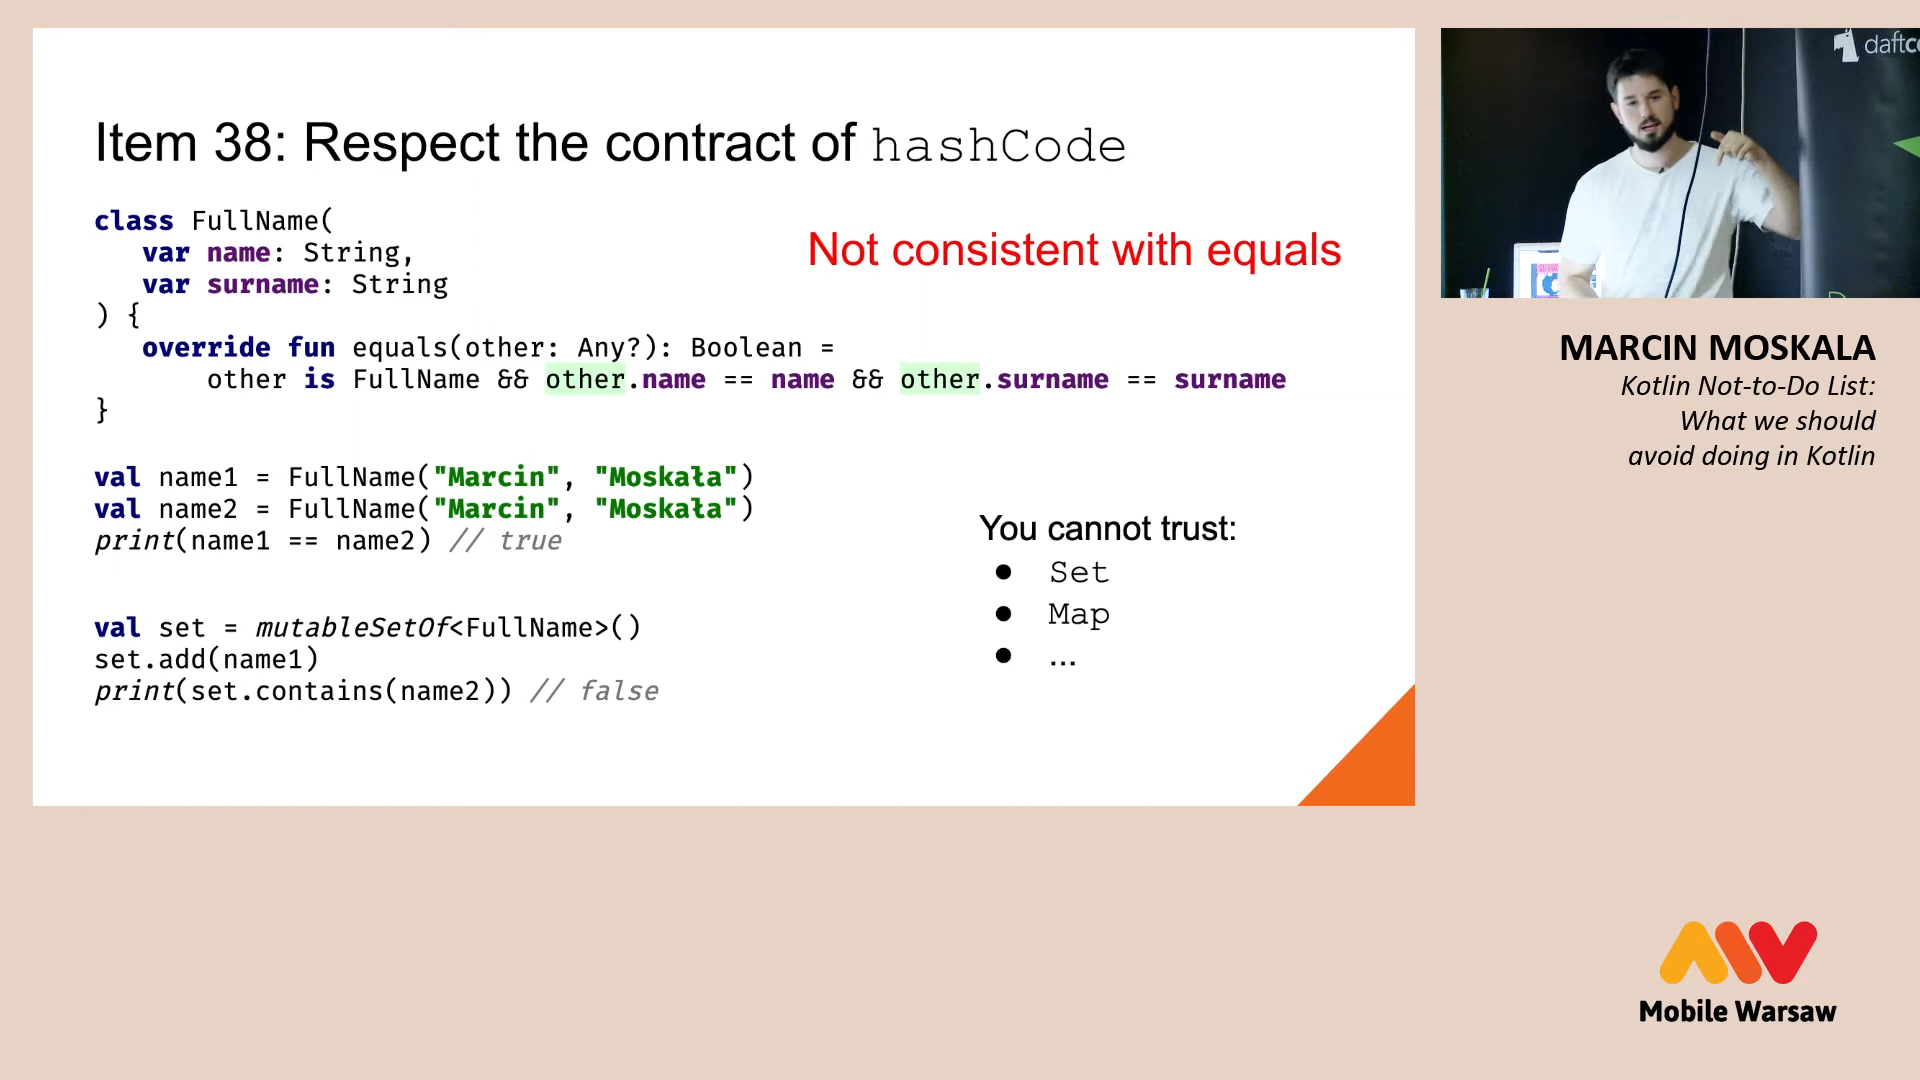 Item 38: Respect the contract of hashCode
class FullName(
var name: String,
var surname: String
) {
override fun equals(other: Any?): Boolean =
other is FullName && other.name == name && other.surname == surname
}
Not consistent with equals
val name1 = FullName("Marcin", "Moskała")
val name2 = FullName("Marcin", "Moskała")
print(name1 == name2) // true
val set = mutableSetOf<FullName>()
set.add(name1)
print(set.contains(name2)) // false
You cannot trust:
● Set
● Map
● ...
MARCIN MOSKALA
Kotlin Not-to-Do List:
What we should
avoid doing in Kotlin
Mobile Warsaw